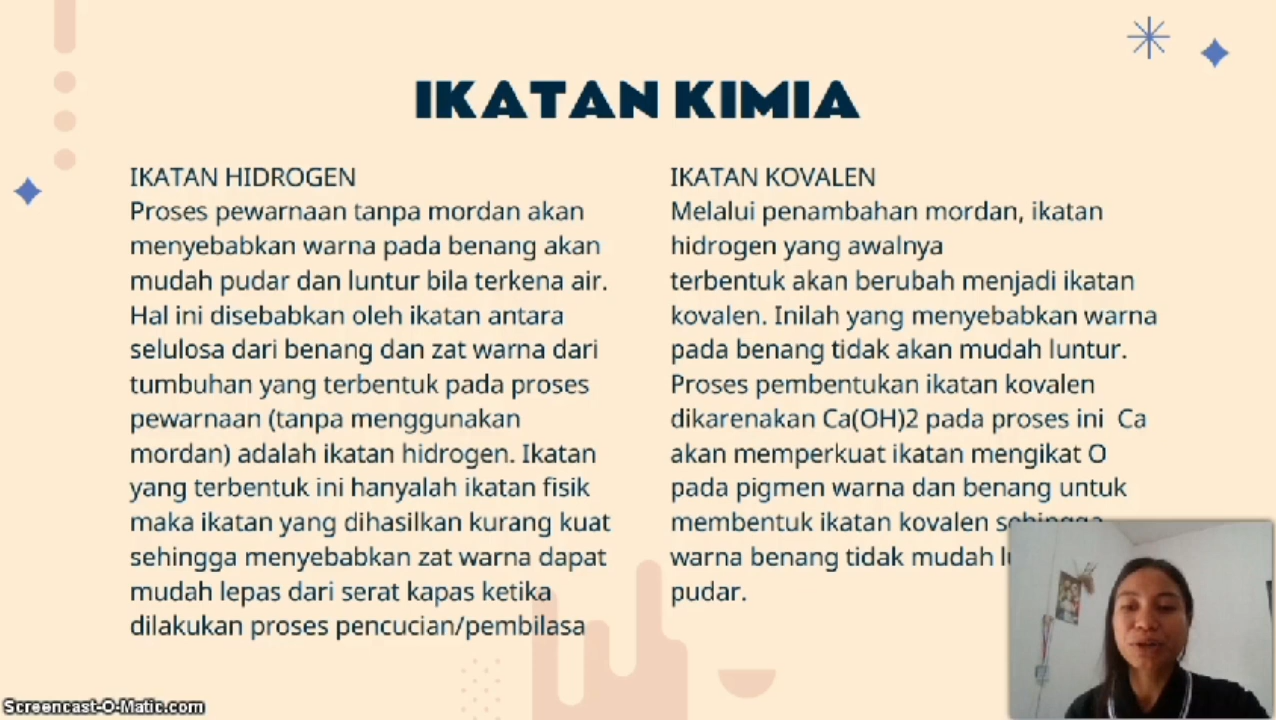 IKATAN KIMIA
IKATAN HIDROGEN
Proses pewarnaan tanpa mordan akan
menyebabkan warna pada benang akan
mudah pudar dan luntur bila terkena air.
Hal ini disebabkan oleh ikatan antara
selulosa dari benang dan zat warna dari
tumbuhan yang terbentuk pada proses
pewarnaan (tanpa menggunakan
mordan) adalah ikatan hidrogen. Ikatan
yang terbentuk ini hanyalah ikatan fisik
maka ikatan yang dihasilkan kurang kuat
sehingga menyebabkan zat warna dapat
mudah lepas dari serat kapas ketika
dilakukan proses pencucian/pembilasa
IKATAN KOVALEN
Melalui penambahan mordan, ikatan
hidrogen yang awalnya
terbentuk akan berubah menjadi ikatan
kovalen. Inilah yang menyebabkan warna
pada benang tidak akan mudah luntur.
Proses pembentukan ikatan kovalen
dikarenakan Ca(OH)2 pada proses ini Ca
akan memperkuat ikatan mengikat O
pada pigmen warna dan benang untuk
membentuk ikatan kovalen sehingga
warna benang tidak mudah
pudar.
Screencast-O-Matic.com